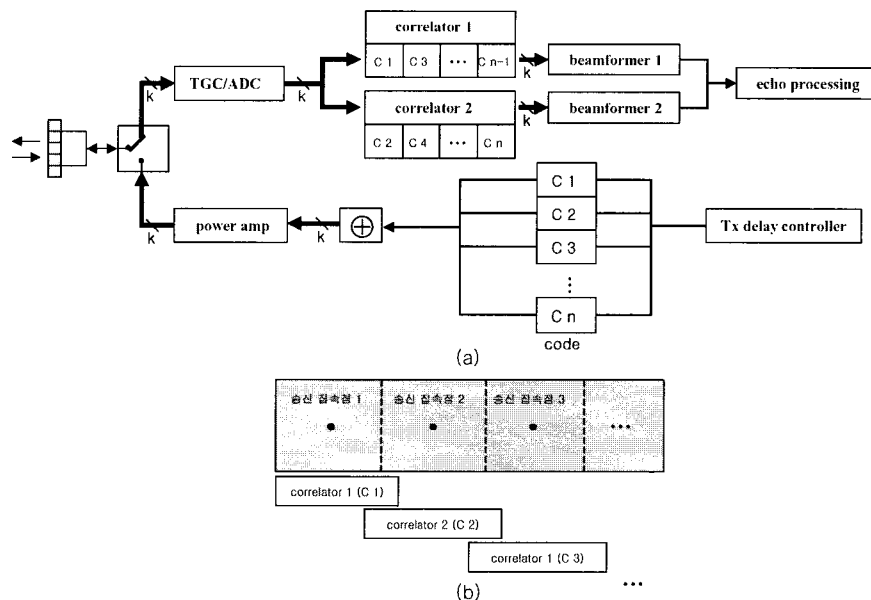 correlator 1
C 1 C 3 ••• C n-1
k
TGC/ADC
k
k
beamformer 1
echo processing
correlator 2
C 2 C 4 ••• C n
k
beamformer 2
k
power amp
k
⊕
C 1
C 2
C 3
⋮
C n
code
Tx delay controller
(a)
송신 집속점 1
송신 집속점 2
송신 집속점 3
•••
correlator 1 (C 1)
correlator 2 (C 2)
correlator 1 (C 3)
•••
(b)